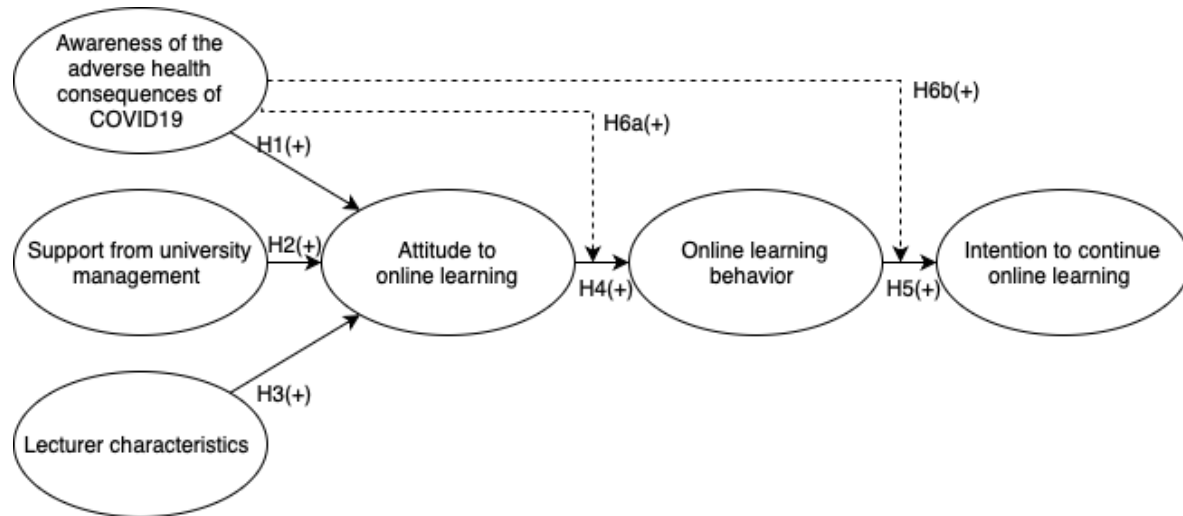 Awareness of the
adverse health
consequences of
COVID19
H6b(+)
H6a(+)
H1(+)
Support from university
management
H2(+)
Attitude to
online learning
H4(+)
Online learning
behavior
H5(+)
Intention to continue
online learning
H3(+)
Lecturer characteristics